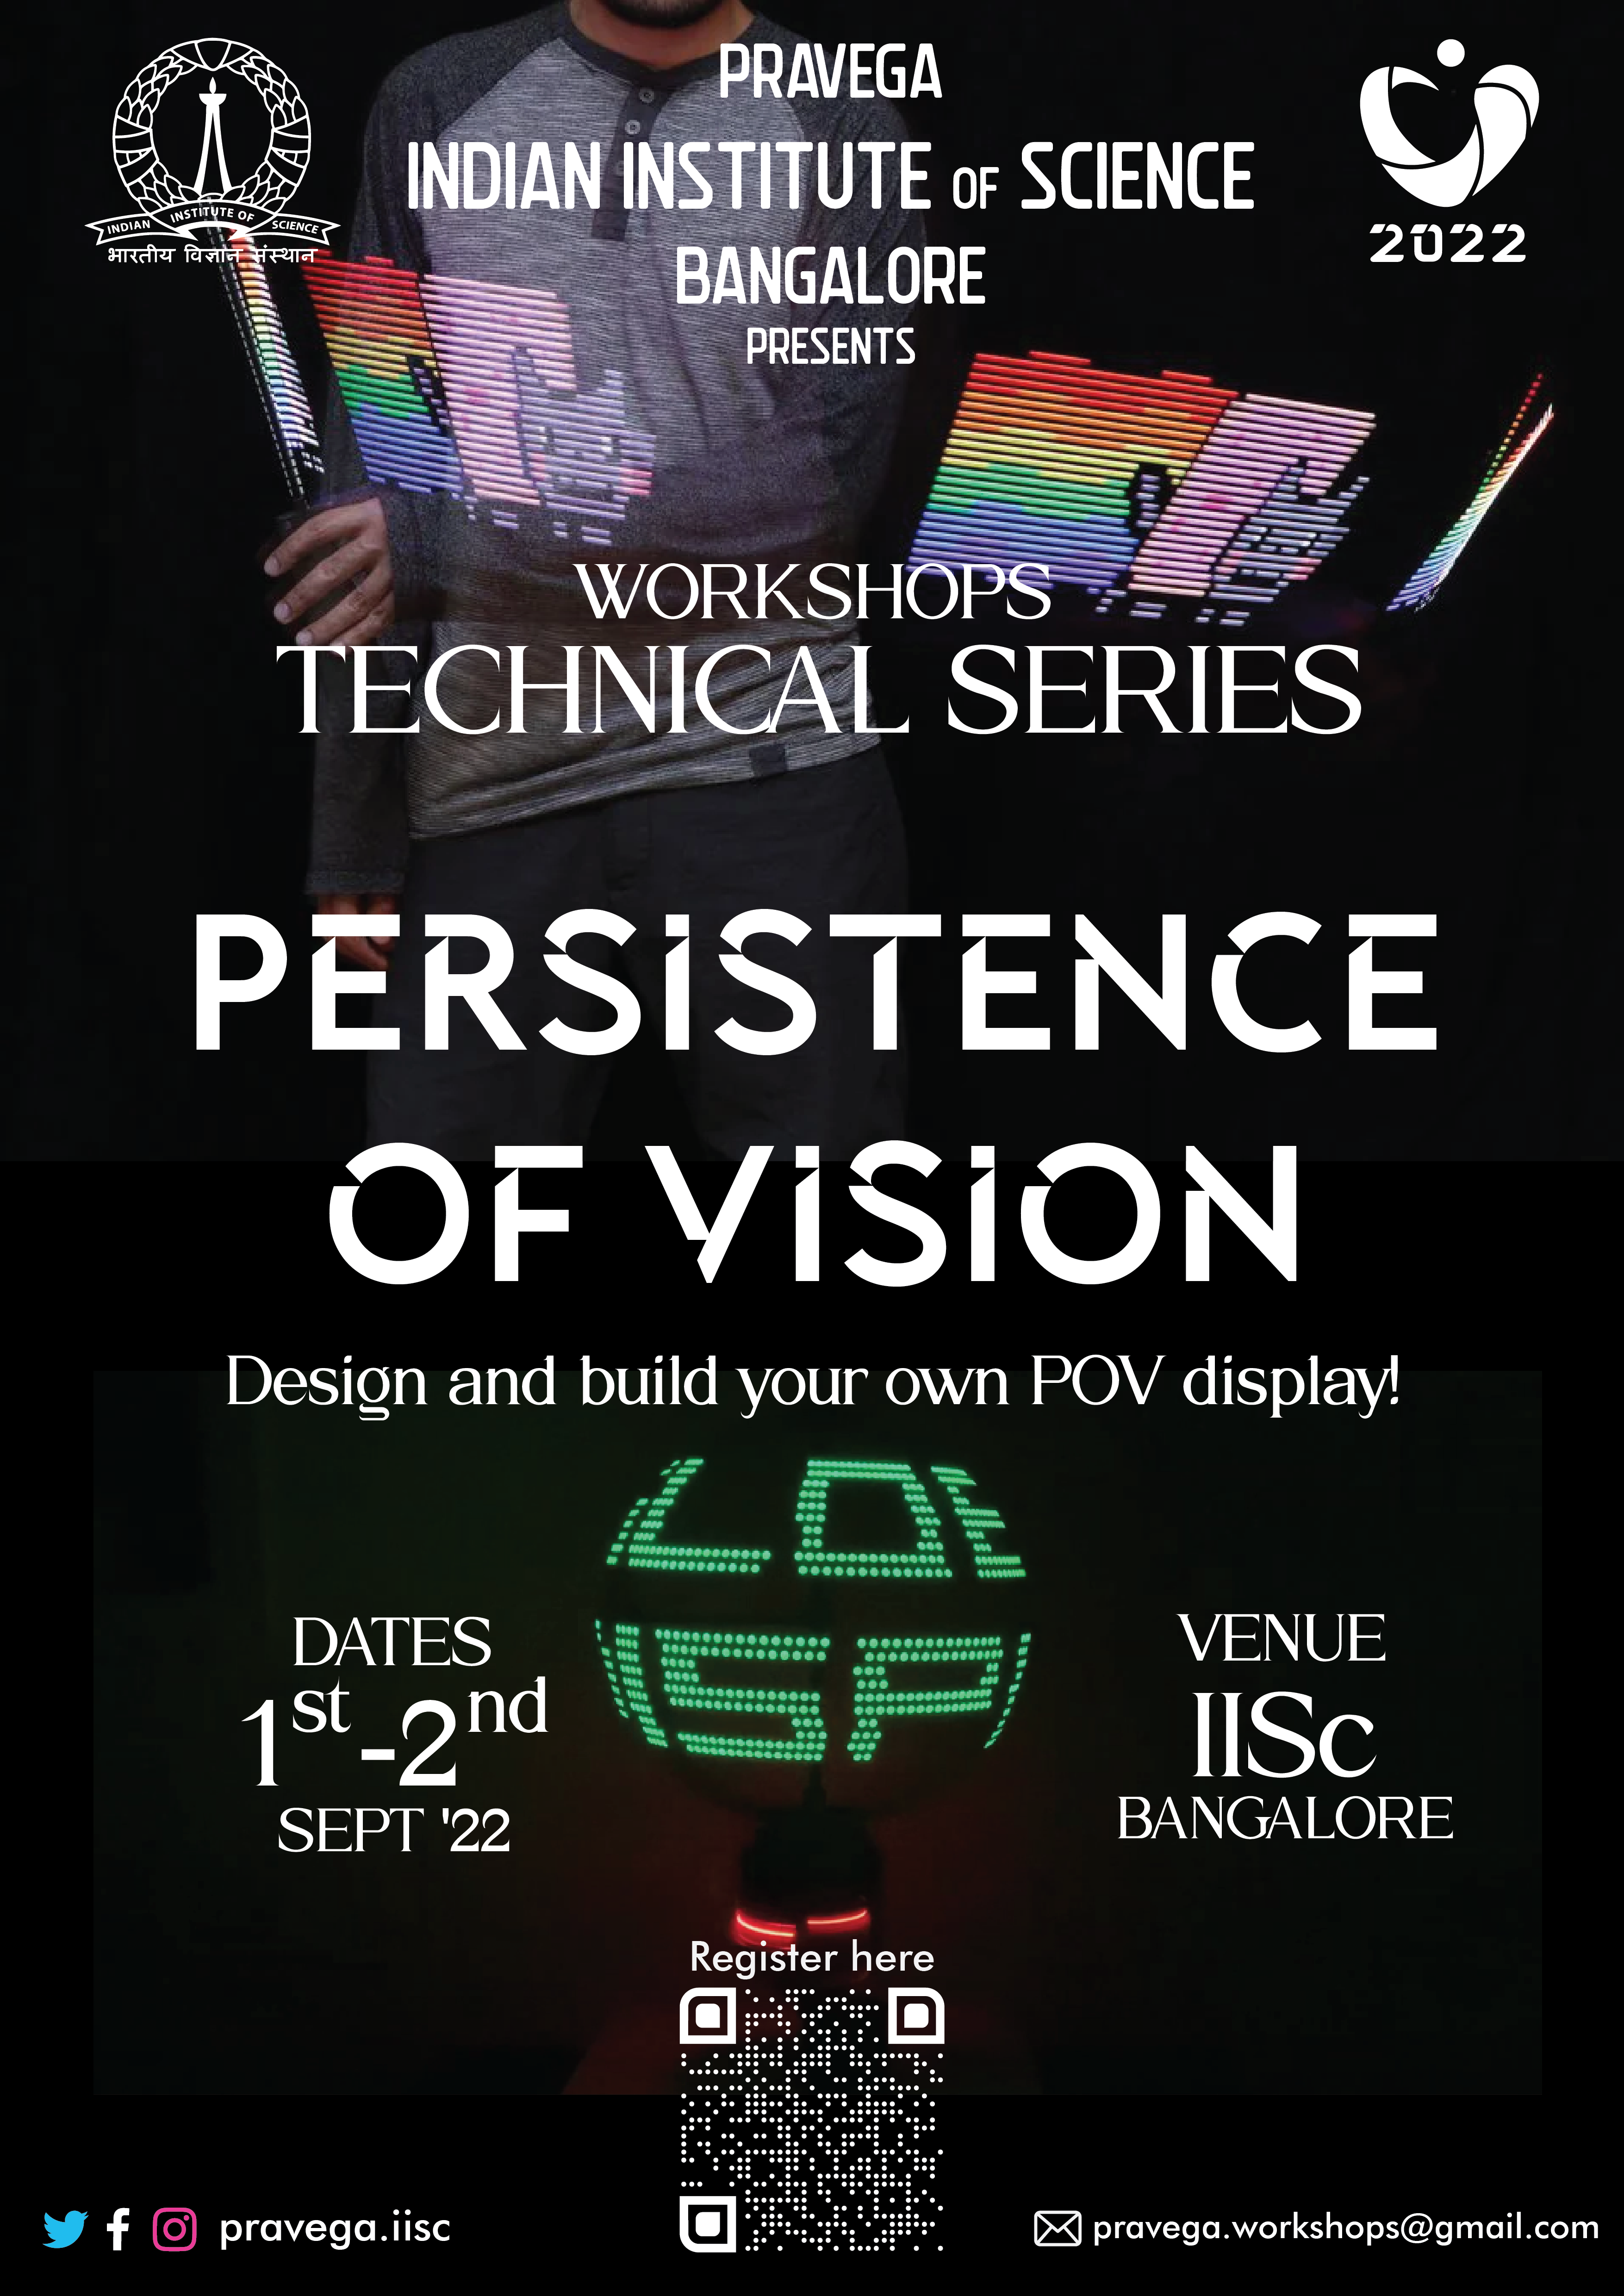 PRAVEGA
INDIAN INSTITUTE OF SCIENCE
BANGALORE
PRESENTS
INDIAN INSTITUTE OF SCIENCE
भारतीय विज्ञान संस्थान
2022
WORKSHOPS
TECHNICAL SERIES
PERSISTENCE
OF VISION
Design and build your own POV display!
DATES
1st-2nd
SEPT '22
VENUE
IISc
BANGALORE
Register here
pravega.iisc
pravega.workshops@gmail.com